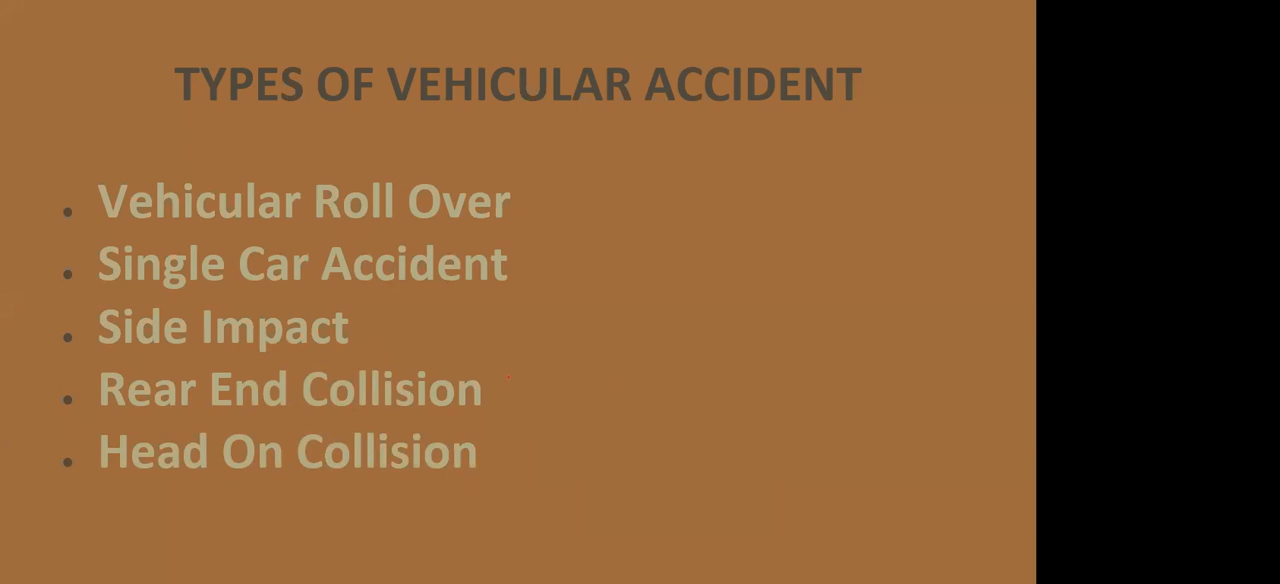 TYPES OF VEHICULAR ACCIDENT
• Vehicular Roll Over
• Single Car Accident
• Side Impact
• Rear End Collision
• Head On Collision